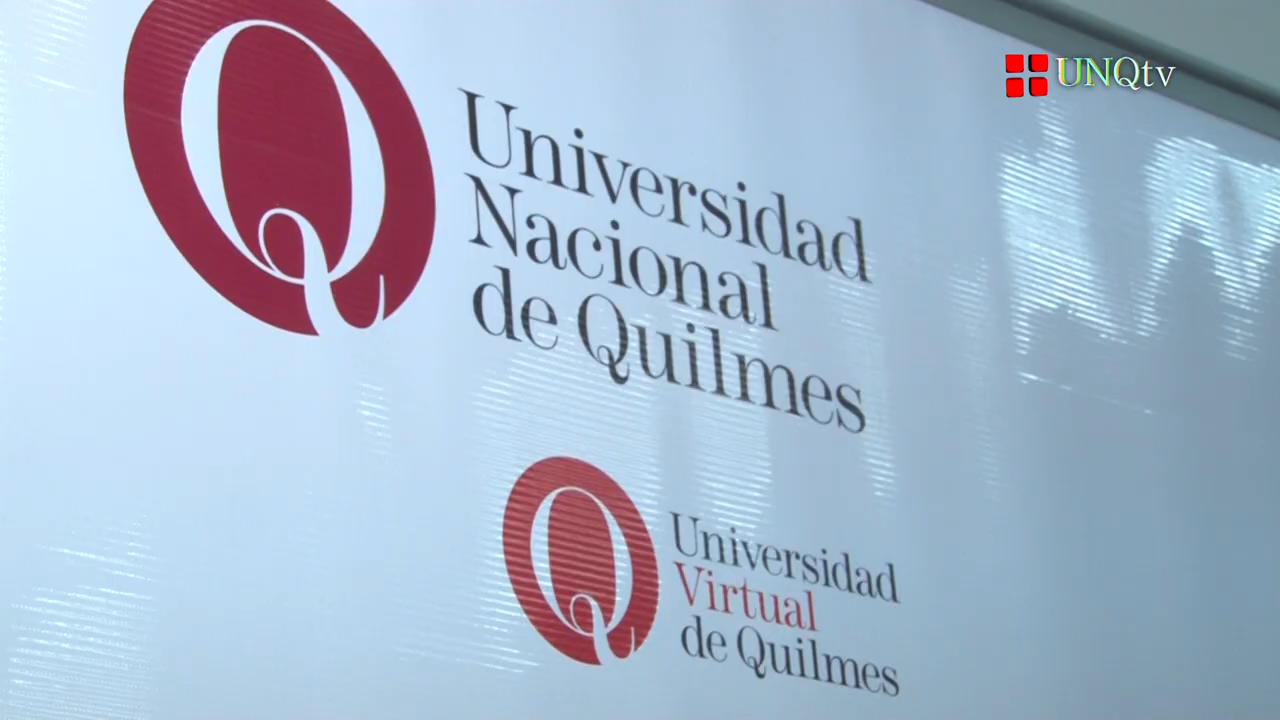 UNQtv
Universidad
Nacional
de Quilmes
Universidad
Virtual
de Quilmes